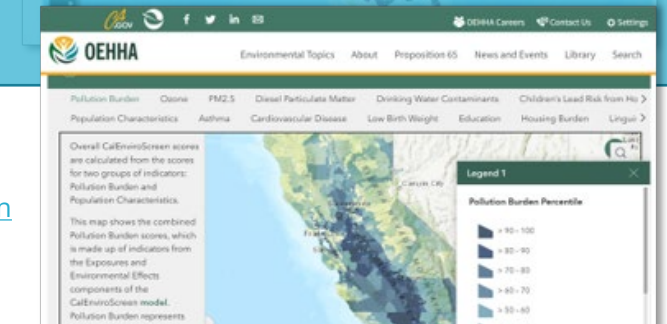 CA.GOV
OEHHA Careers Contact Us Settings
OEHHA
Environmental Topics About Proposition 65 News and Events Library Search
Pollution Burden Ozone PM2.5 Diesel Particulate Matter Drinking Water Contaminants Children's Lead Risk from Ho
Population Characteristics Asthma Cardiovascular Disease Low Birth Weight Education Housing Burden Lingui
n
Overall CalEnviroScreen scores
are calculated from the scores
for two groups of indicators:
Pollution Burden and
Population Characteristics.
This map shows the combined
Pollution Burden scores, which
is made up of indicators from
the Exposures and
Environmental Effects
components of the
CalEnviroScreen model.
Pollution Burden represents
Legend 1
Pollution Burden Percentile
> 90 - 100
> 80 - 90
> 70 - 80
> 60 - 70
> 50 - 60